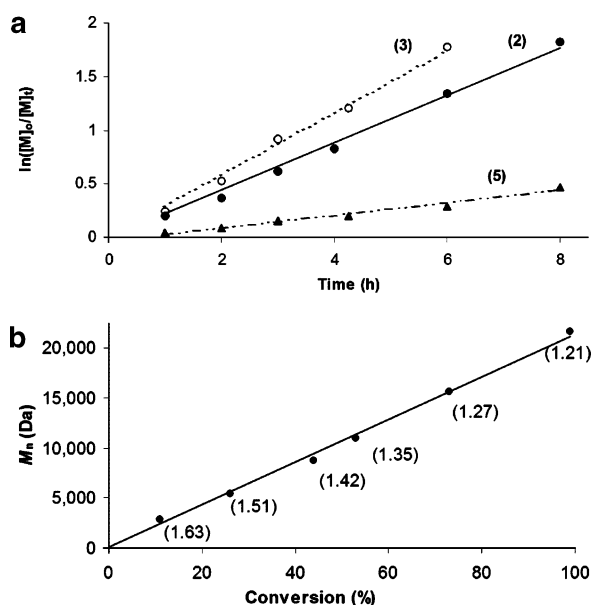 a
ln([M]₀/[M]t)
2
1.5
1
0.5
0
(3)
(2)
(5)
0 2 4 6 8
Time (h)
b
Mn (Da)
20,000
15,000
10,000
5,000
0
(1.21)
(1.27)
(1.35)
(1.42)
(1.51)
(1.63)
0 20 40 60 80 100
Conversion (%)